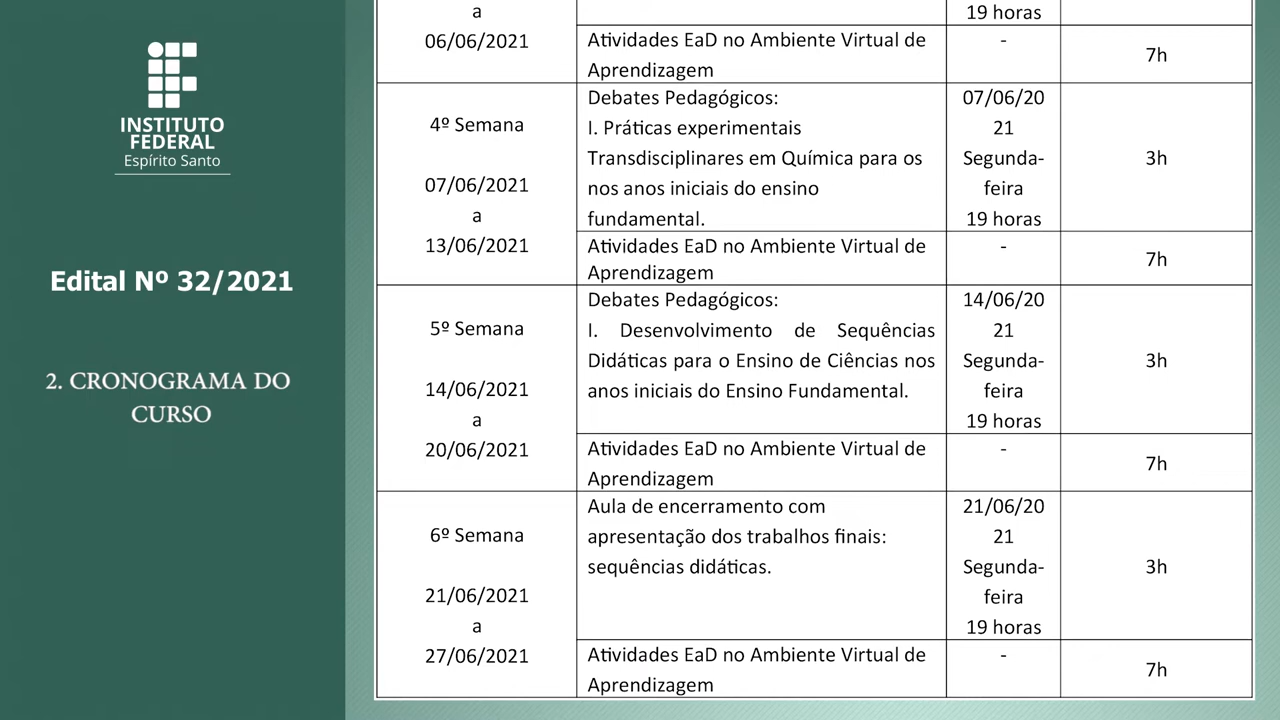 INSTITUTO
FEDERAL
Espírito Santo
Edital Nº 32/2021
2. CRONOGRAMA DO
CURSO
a
06/06/2021
19 horas
Atividades EaD no Ambiente Virtual de
Aprendizagem
-
7h
4º Semana
07/06/2021
a
13/06/2021
Debates Pedagógicos:
I. Práticas experimentais
Transdisciplinares em Química para os
nos anos iniciais do ensino
fundamental.
07/06/20
21
Segunda-
feira
19 horas
3h
Atividades EaD no Ambiente Virtual de
Aprendizagem
-
7h
5º Semana
14/06/2021
a
20/06/2021
Debates Pedagógicos:
I. Desenvolvimento de Sequências
Didáticas para o Ensino de Ciências nos
anos iniciais do Ensino Fundamental.
14/06/20
21
Segunda-
feira
19 horas
3h
Atividades EaD no Ambiente Virtual de
Aprendizagem
-
7h
6º Semana
21/06/2021
a
27/06/2021
Aula de encerramento com
apresentação dos trabalhos finais:
sequências didáticas.
21/06/20
21
Segunda-
feira
19 horas
3h
Atividades EaD no Ambiente Virtual de
Aprendizagem
-
7h